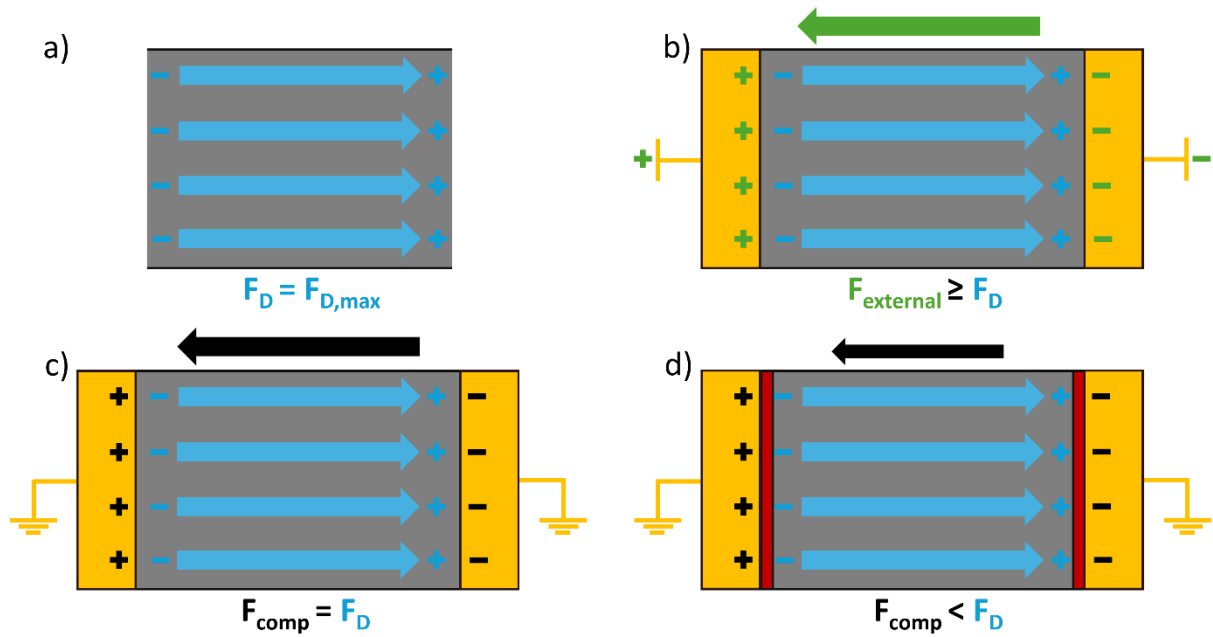 a)
− +
− +
− +
− +
F_D = F_D,max
b)
+ − + −
+ − + −
+ −
+ − + −
+ − + −
F_external ≥ F_D
c)
+ − + −
+ − + −
+ − + −
+ − + −
F_comp = F_D
d)
+ − + −
+ − + −
+ − + −
+ − + −
F_comp < F_D